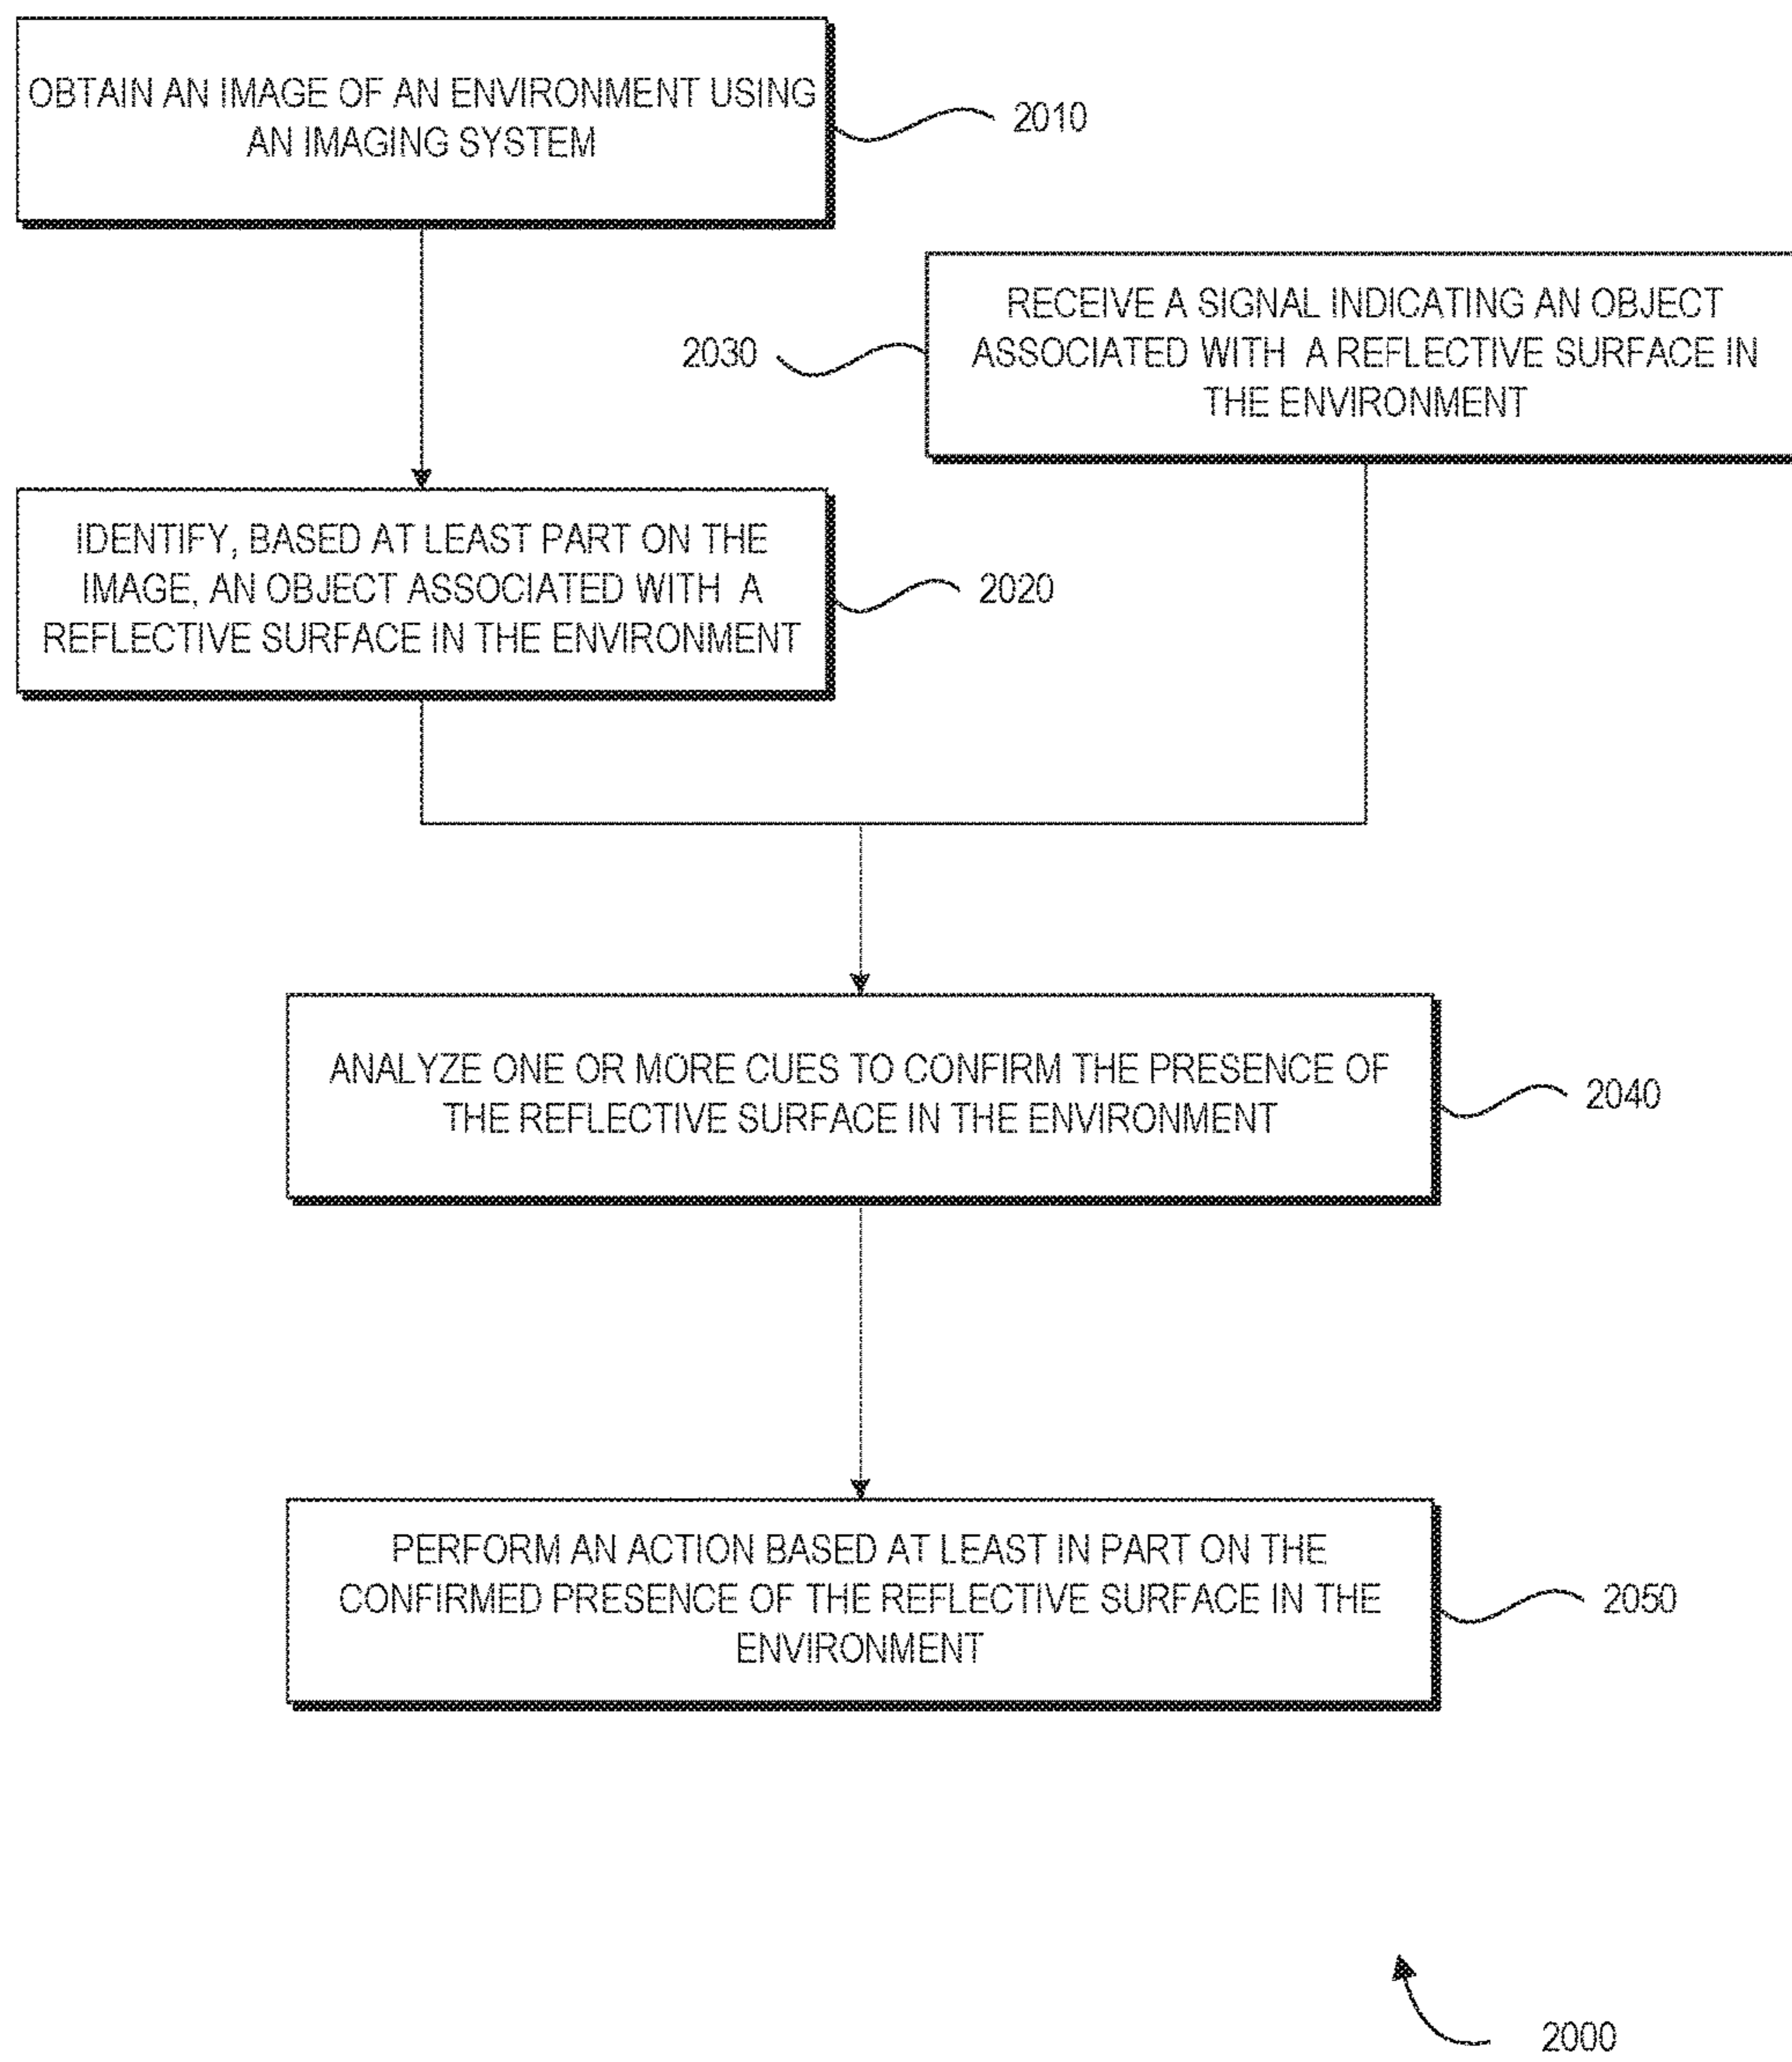 OBTAIN AN IMAGE OF AN ENVIRONMENT USING
AN IMAGING SYSTEM
2010
RECEIVE A SIGNAL INDICATING AN OBJECT
ASSOCIATED WITH A REFLECTIVE SURFACE IN
THE ENVIRONMENT
2030
IDENTIFY, BASED AT LEAST PART ON THE
IMAGE, AN OBJECT ASSOCIATED WITH A
REFLECTIVE SURFACE IN THE ENVIRONMENT
2020
ANALYZE ONE OR MORE CUES TO CONFIRM THE PRESENCE OF
THE REFLECTIVE SURFACE IN THE ENVIRONMENT
2040
PERFORM AN ACTION BASED AT LEAST IN PART ON THE
CONFIRMED PRESENCE OF THE REFLECTIVE SURFACE IN THE
ENVIRONMENT
2050
2000